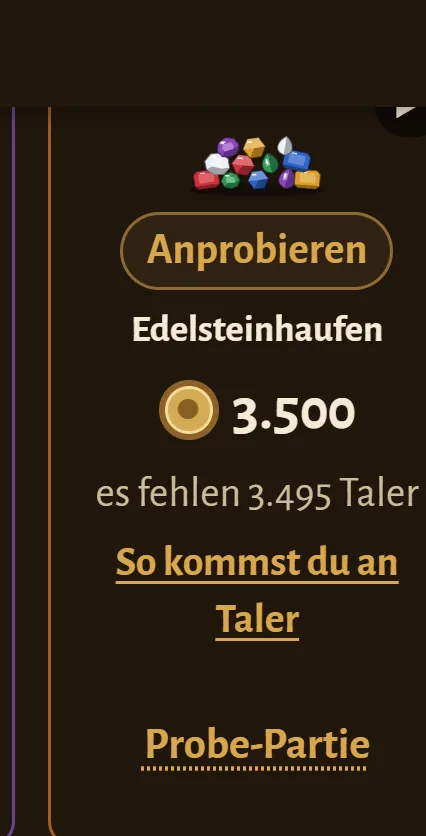 Anprobieren
Edelsteinhaufen
3.500
es fehlen 3.495 Taler
So kommst du an
Taler
Probe-Partie